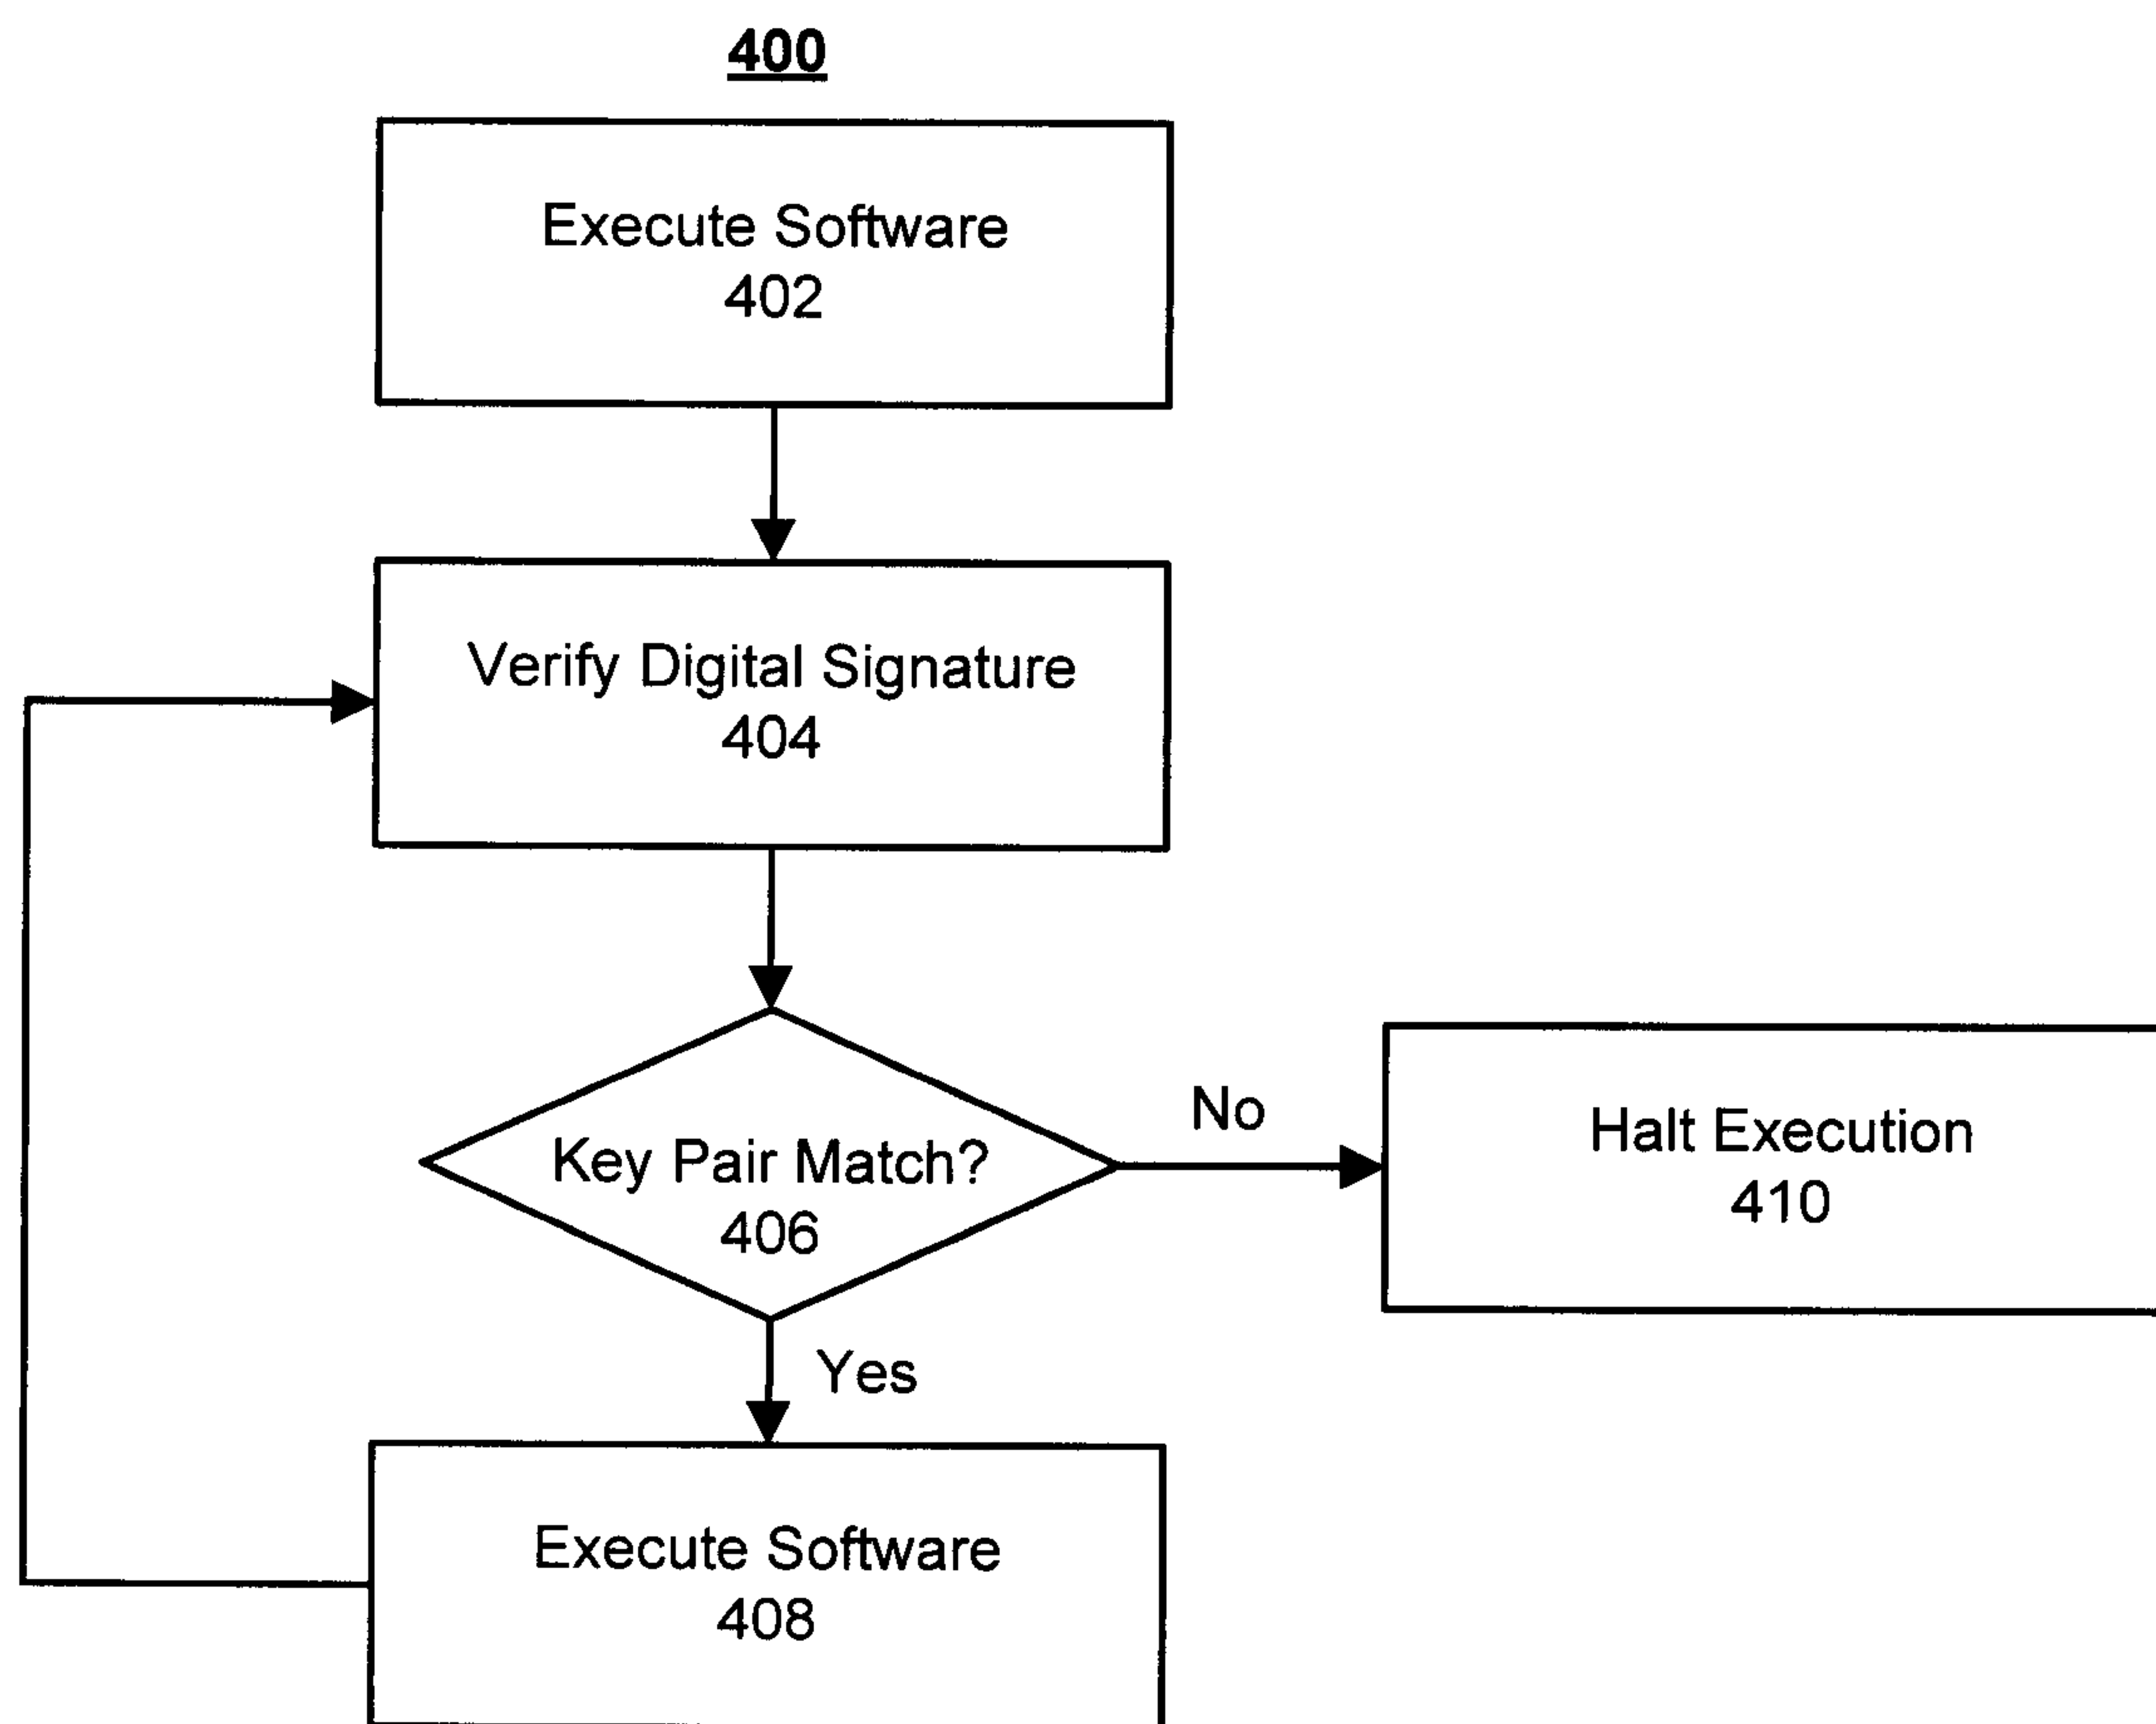 400
Execute Software
402
Verify Digital Signature
404
Key Pair Match?
406
No
Halt Execution
410
Yes
Execute Software
408